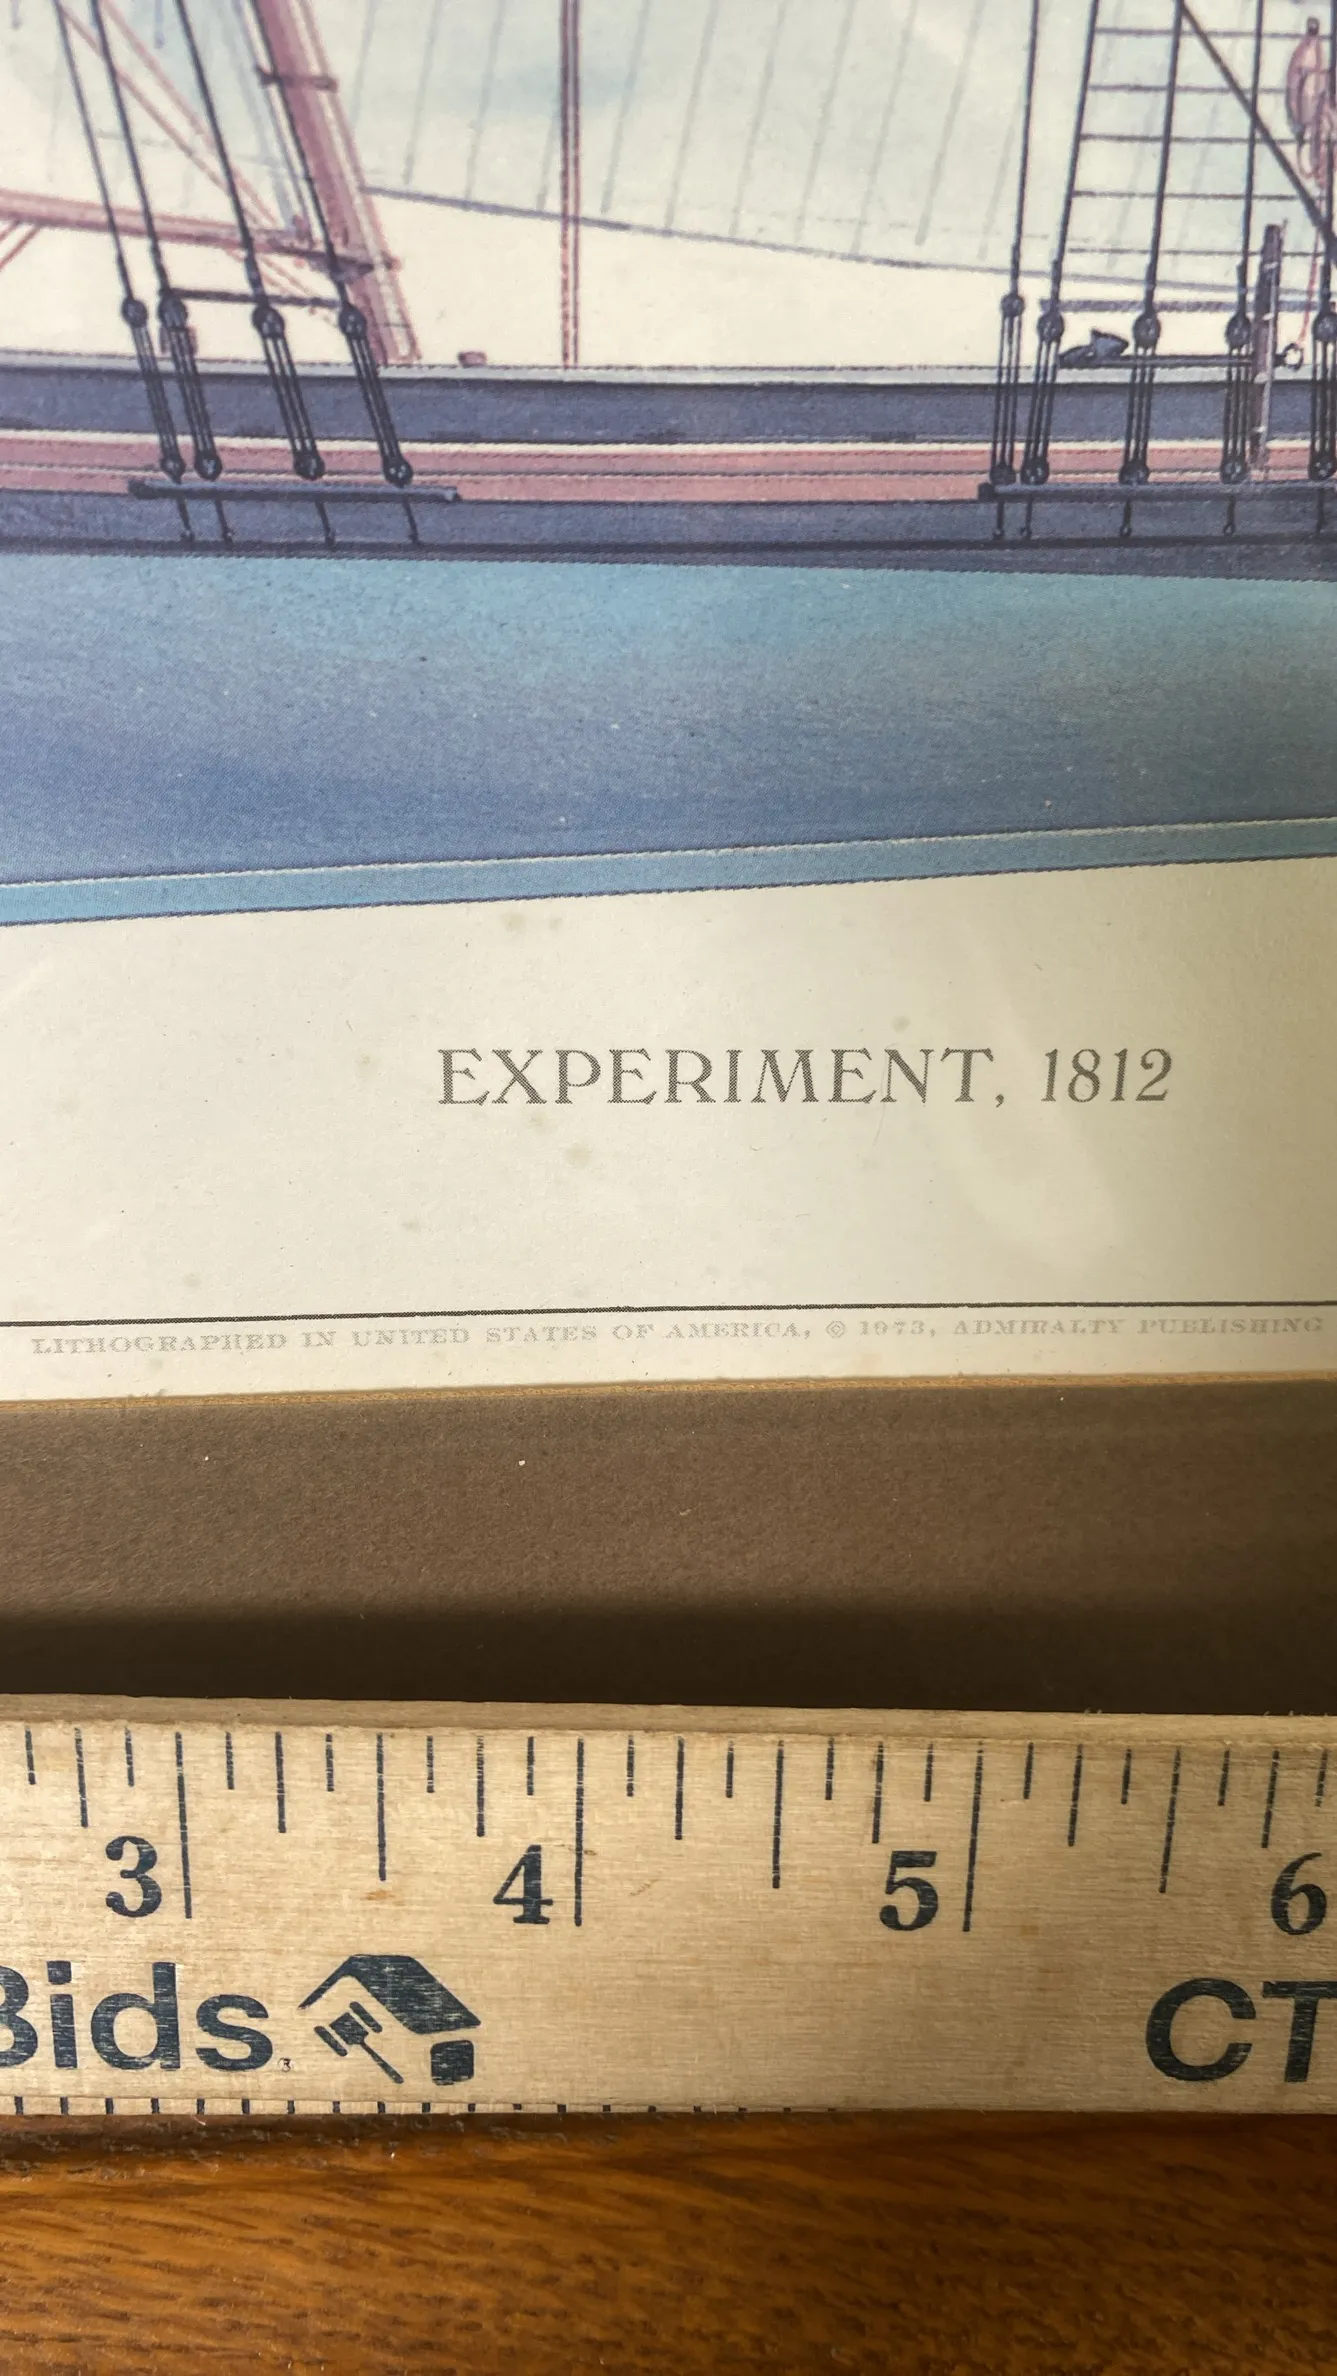 EXPERIMENT, 1812
LITHOGRAPHED IN UNITED STATES OF AMERICA, © 1973, ADMIRALTY PUBLISHING
3 4 5 6
Bids. CT